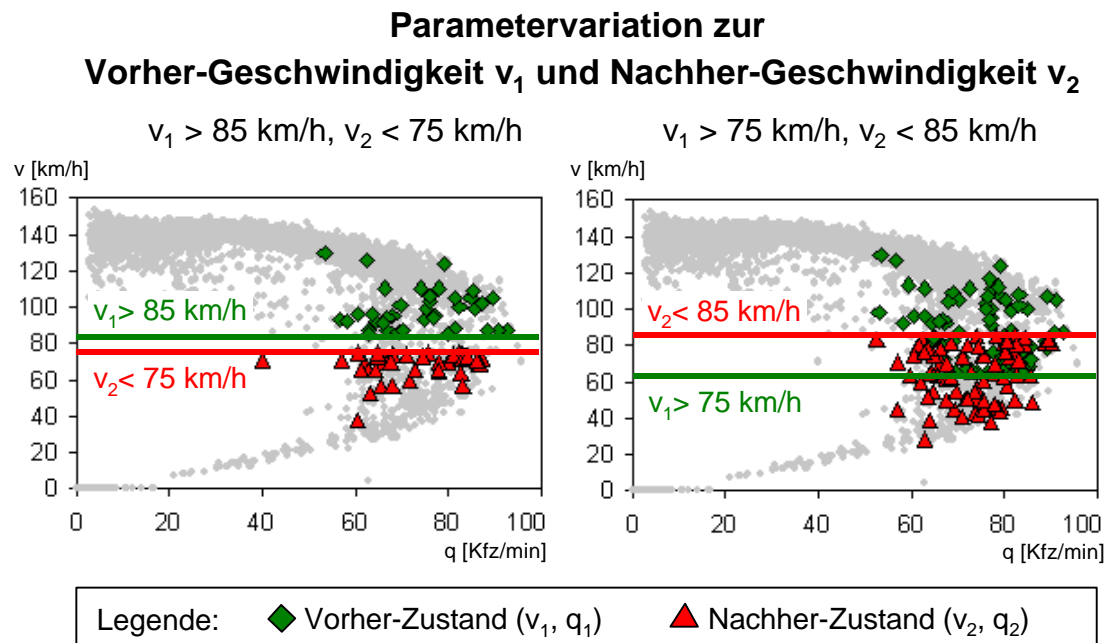 Parametervariation zur
Vorher-Geschwindigkeit v₁ und Nachher-Geschwindigkeit v₂
v₁ > 85 km/h, v₂ < 75 km/h
v [km/h]
160
140
120
100
80
60
40
20
0
v₁> 85 km/h
v₂< 75 km/h
0 20 40 60 80 100
q [Kfz/min]
v₁ > 75 km/h, v₂ < 85 km/h
v [km/h]
160
140
120
100
80
60
40
20
0
v₂< 85 km/h
v₁> 75 km/h
0 20 40 60 80 100
q [Kfz/min]
Legende: Vorher-Zustand (v₁, q₁) Nachher-Zustand (v₂, q₂)